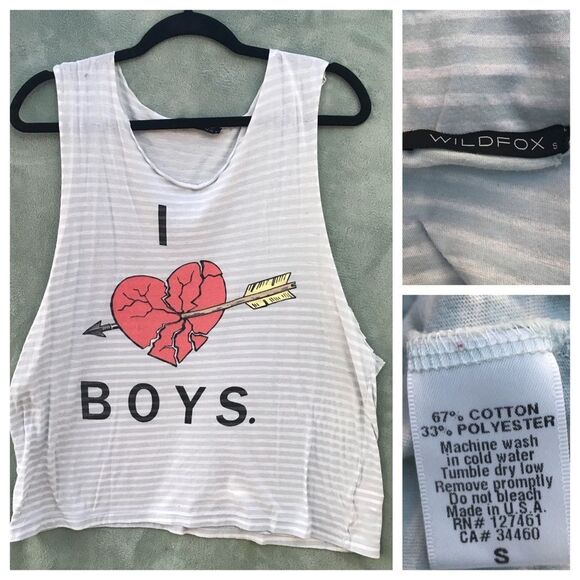 I
BOYS.
WILDFOX S
67% COTTON
33% POLYESTER
Machine wash
in cold water
Tumble dry low
Remove promptly
Do not bleach
Made in U.S.A.
RN# 127461
CA# 34460
S